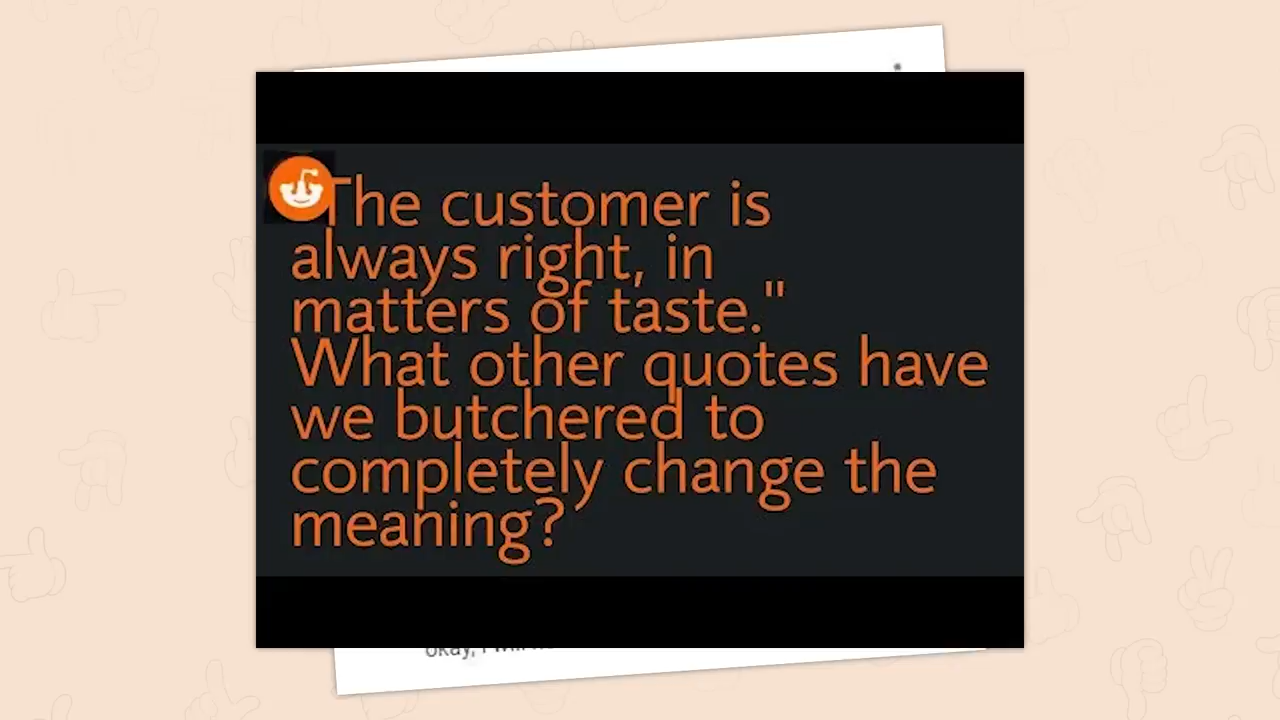 The customer is
always right, in
matters of taste."
What other quotes have
we butchered to
completely change the
meaning?
okay, I